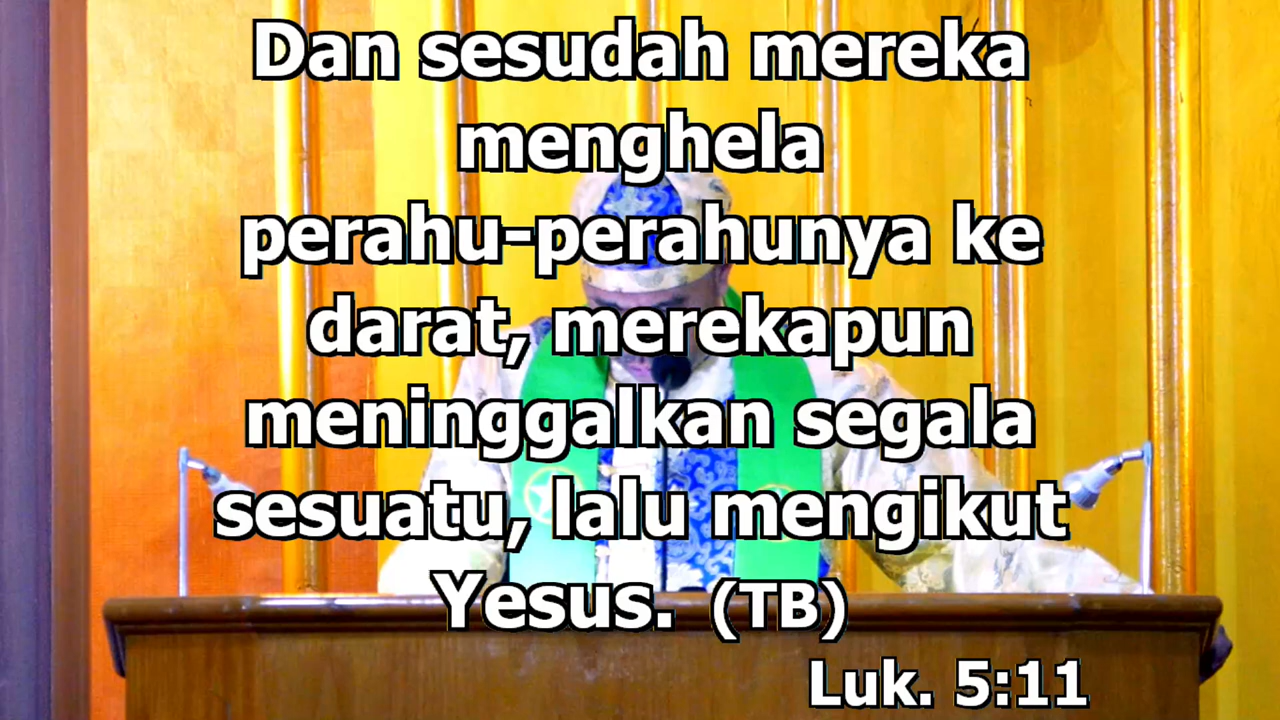 Dan sesudah mereka
menghela
perahu-perahunya ke
darat, merekapun
meninggalkan segala
sesuatu, lalu mengikut
Yesus. (TB)
Luk. 5:11